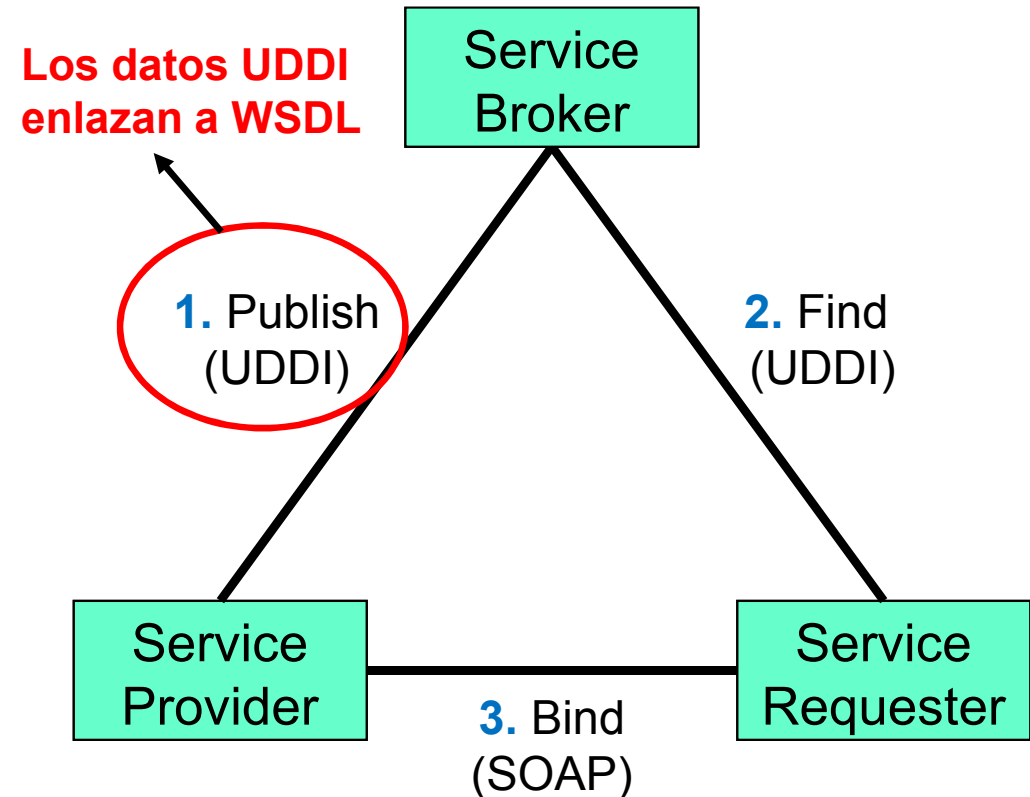 Los datos UDDI
enlazan a WSDL
Service
Broker
1. Publish
(UDDI)
2. Find
(UDDI)
Service
Provider
3. Bind
(SOAP)
Service
Requester